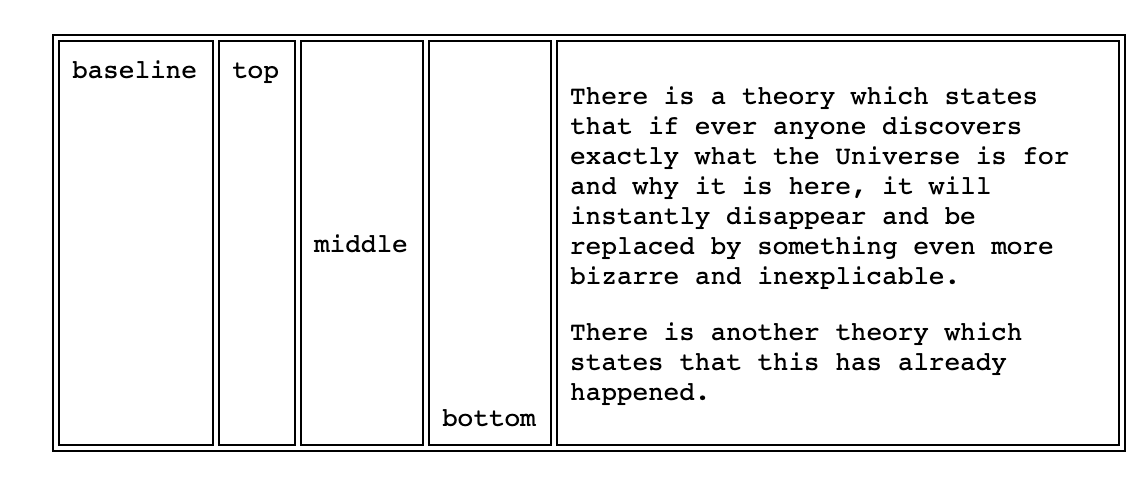 baseline
top
middle
bottom
There is a theory which states
that if ever anyone discovers
exactly what the Universe is for
and why it is here, it will
instantly disappear and be
replaced by something even more
bizarre and inexplicable.
There is another theory which
states that this has already
happened.